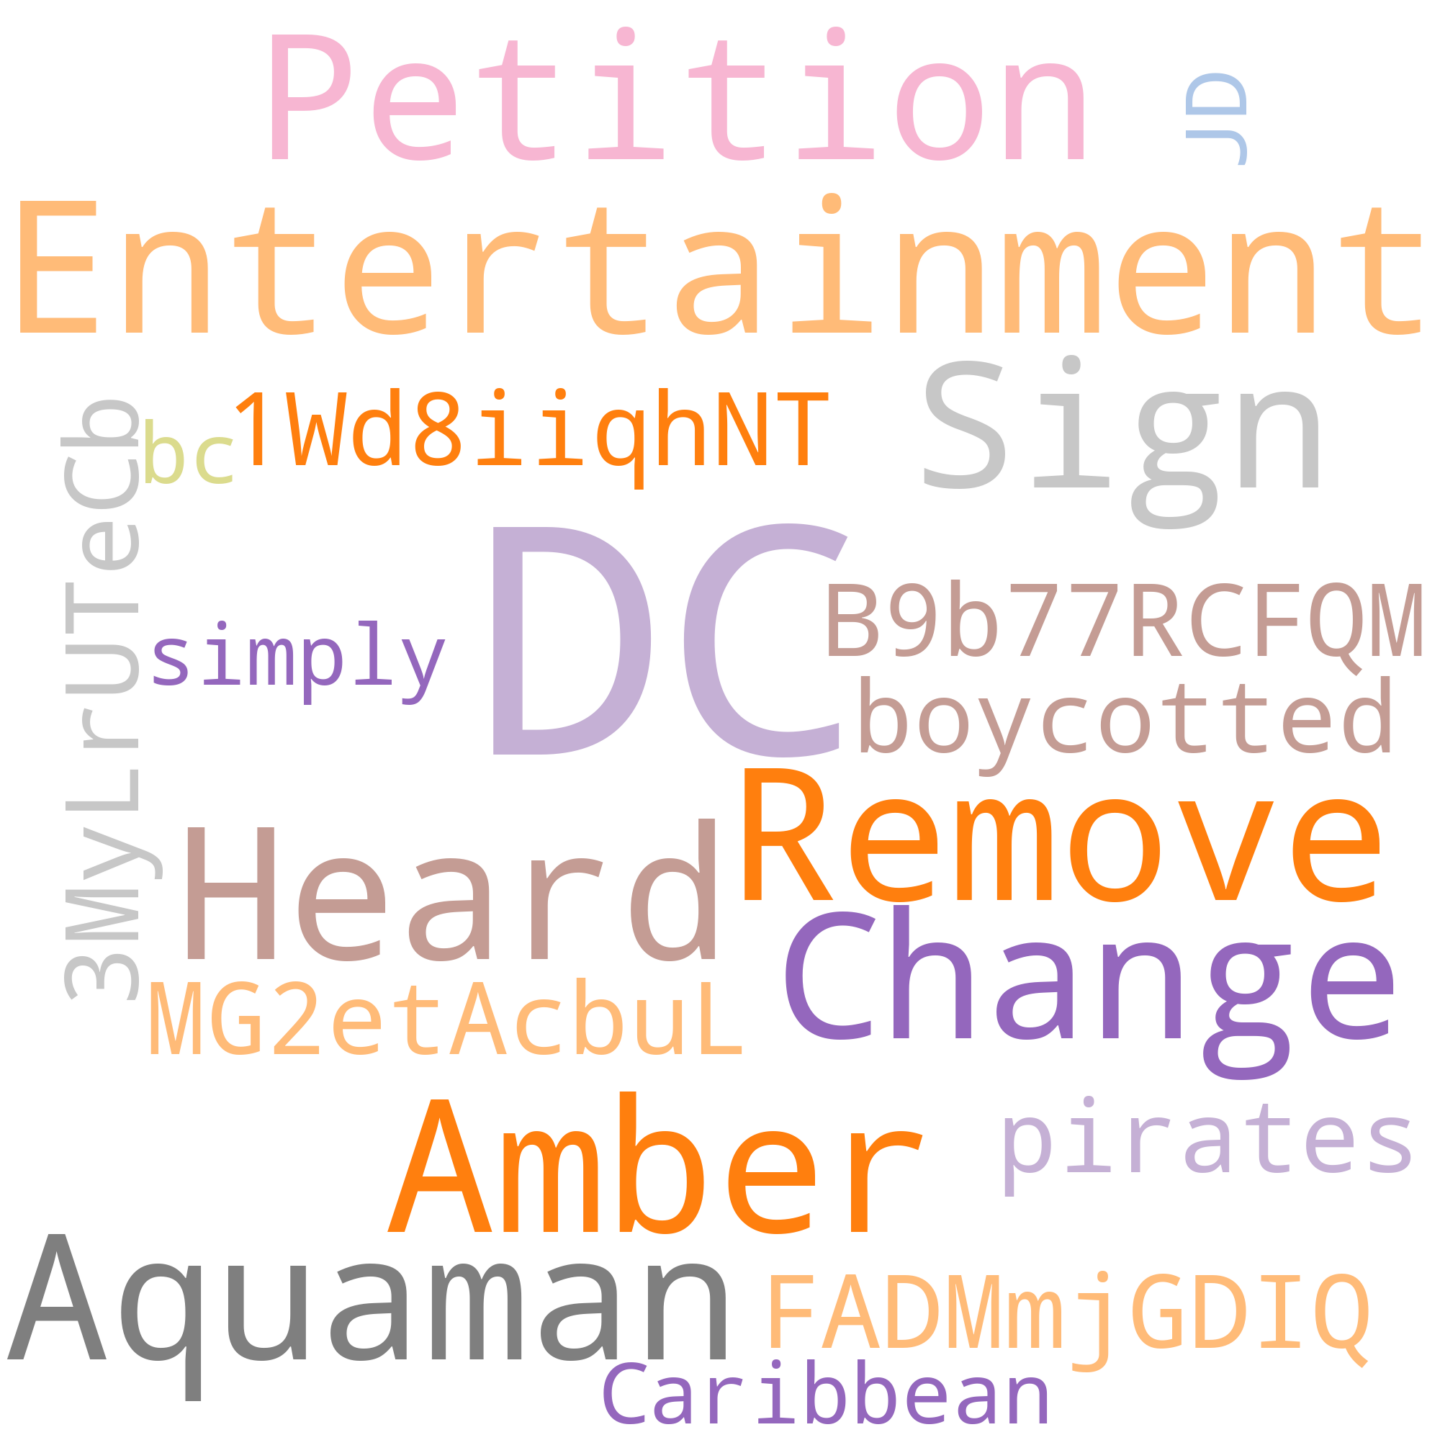 Petition
JD
Entertainment
Sign
1Wd8iiqhNT
bc
3MyLrUTeCb
DC
B9b77RCFQM
simply
boycotted
Remove
Heard
Change
MG2etAcbuL
Amber
pirates
Aquaman
FADMmjGDIQ
Caribbean